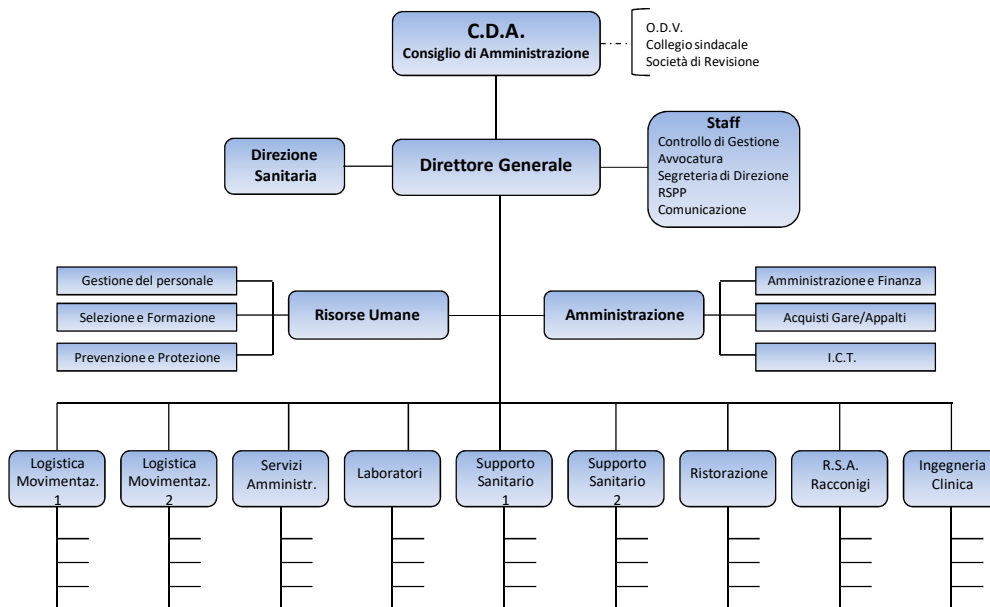 C.D.A.
Consiglio di Amministrazione
O.D.V.
Collegio sindacale
Società di Revisione
Direzione
Sanitaria
Direttore Generale
Staff
Controllo di Gestione
Avvocatura
Segreteria di Direzione
RSPP
Comunicazione
Gestione del personale
Selezione e Formazione
Prevenzione e Protezione
Risorse Umane
Amministrazione
Amministrazione e Finanza
Acquisti Gare/Appalti
I.C.T.
Logistica
Movimentaz.
1
Logistica
Movimentaz.
2
Servizi
Amministr.
Laboratori
Supporto
Sanitario
1
Supporto
Sanitario
2
Ristorazione
R.S.A.
Racconigi
Ingegneria
Clinica